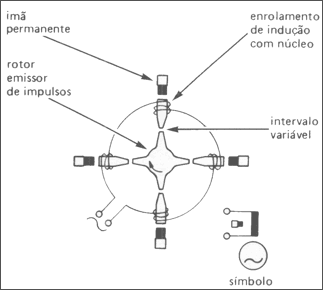 imã
permanente
enrolamento
de indução
com núcleo
rotor
emissor
de impulsos
intervalo
variável
símbolo